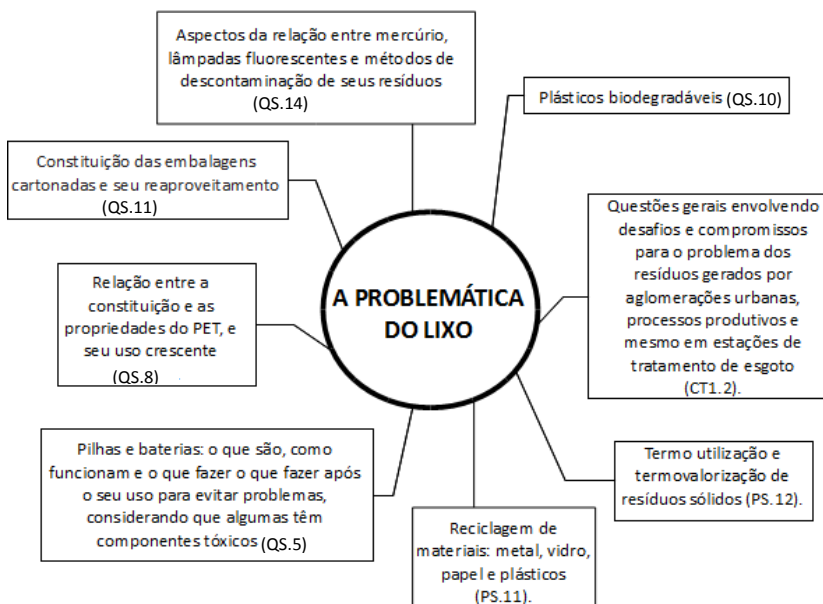 Aspectos da relação entre mercúrio,
lâmpadas fluorescentes e métodos de
descontaminação de seus resíduos
(QS.14)
Plásticos biodegradáveis (QS.10)
Constituição das embalagens
cartonadas e seu reaproveitamento
(QS.11)
Questões gerais envolvendo
desafios e compromissos
para o problema dos
resíduos gerados por
aglomerações urbanas,
processos produtivos e
mesmo em estações de
tratamento de esgoto
(CT1.2).
A PROBLEMÁTICA
DO LIXO
Relação entre a
constituição e as
propriedades do PET, e
seu uso crescente
(QS.8)
Pilhas e baterias: o que são, como
funcionam e o que fazer o que fazer após
o seu uso para evitar problemas,
considerando que algumas têm
componentes tóxicos (QS.5)
Termo utilização e
termovalorização de
resíduos sólidos (PS.12).
Reciclagem de
materiais: metal, vidro,
papel e plásticos
(PS.11).